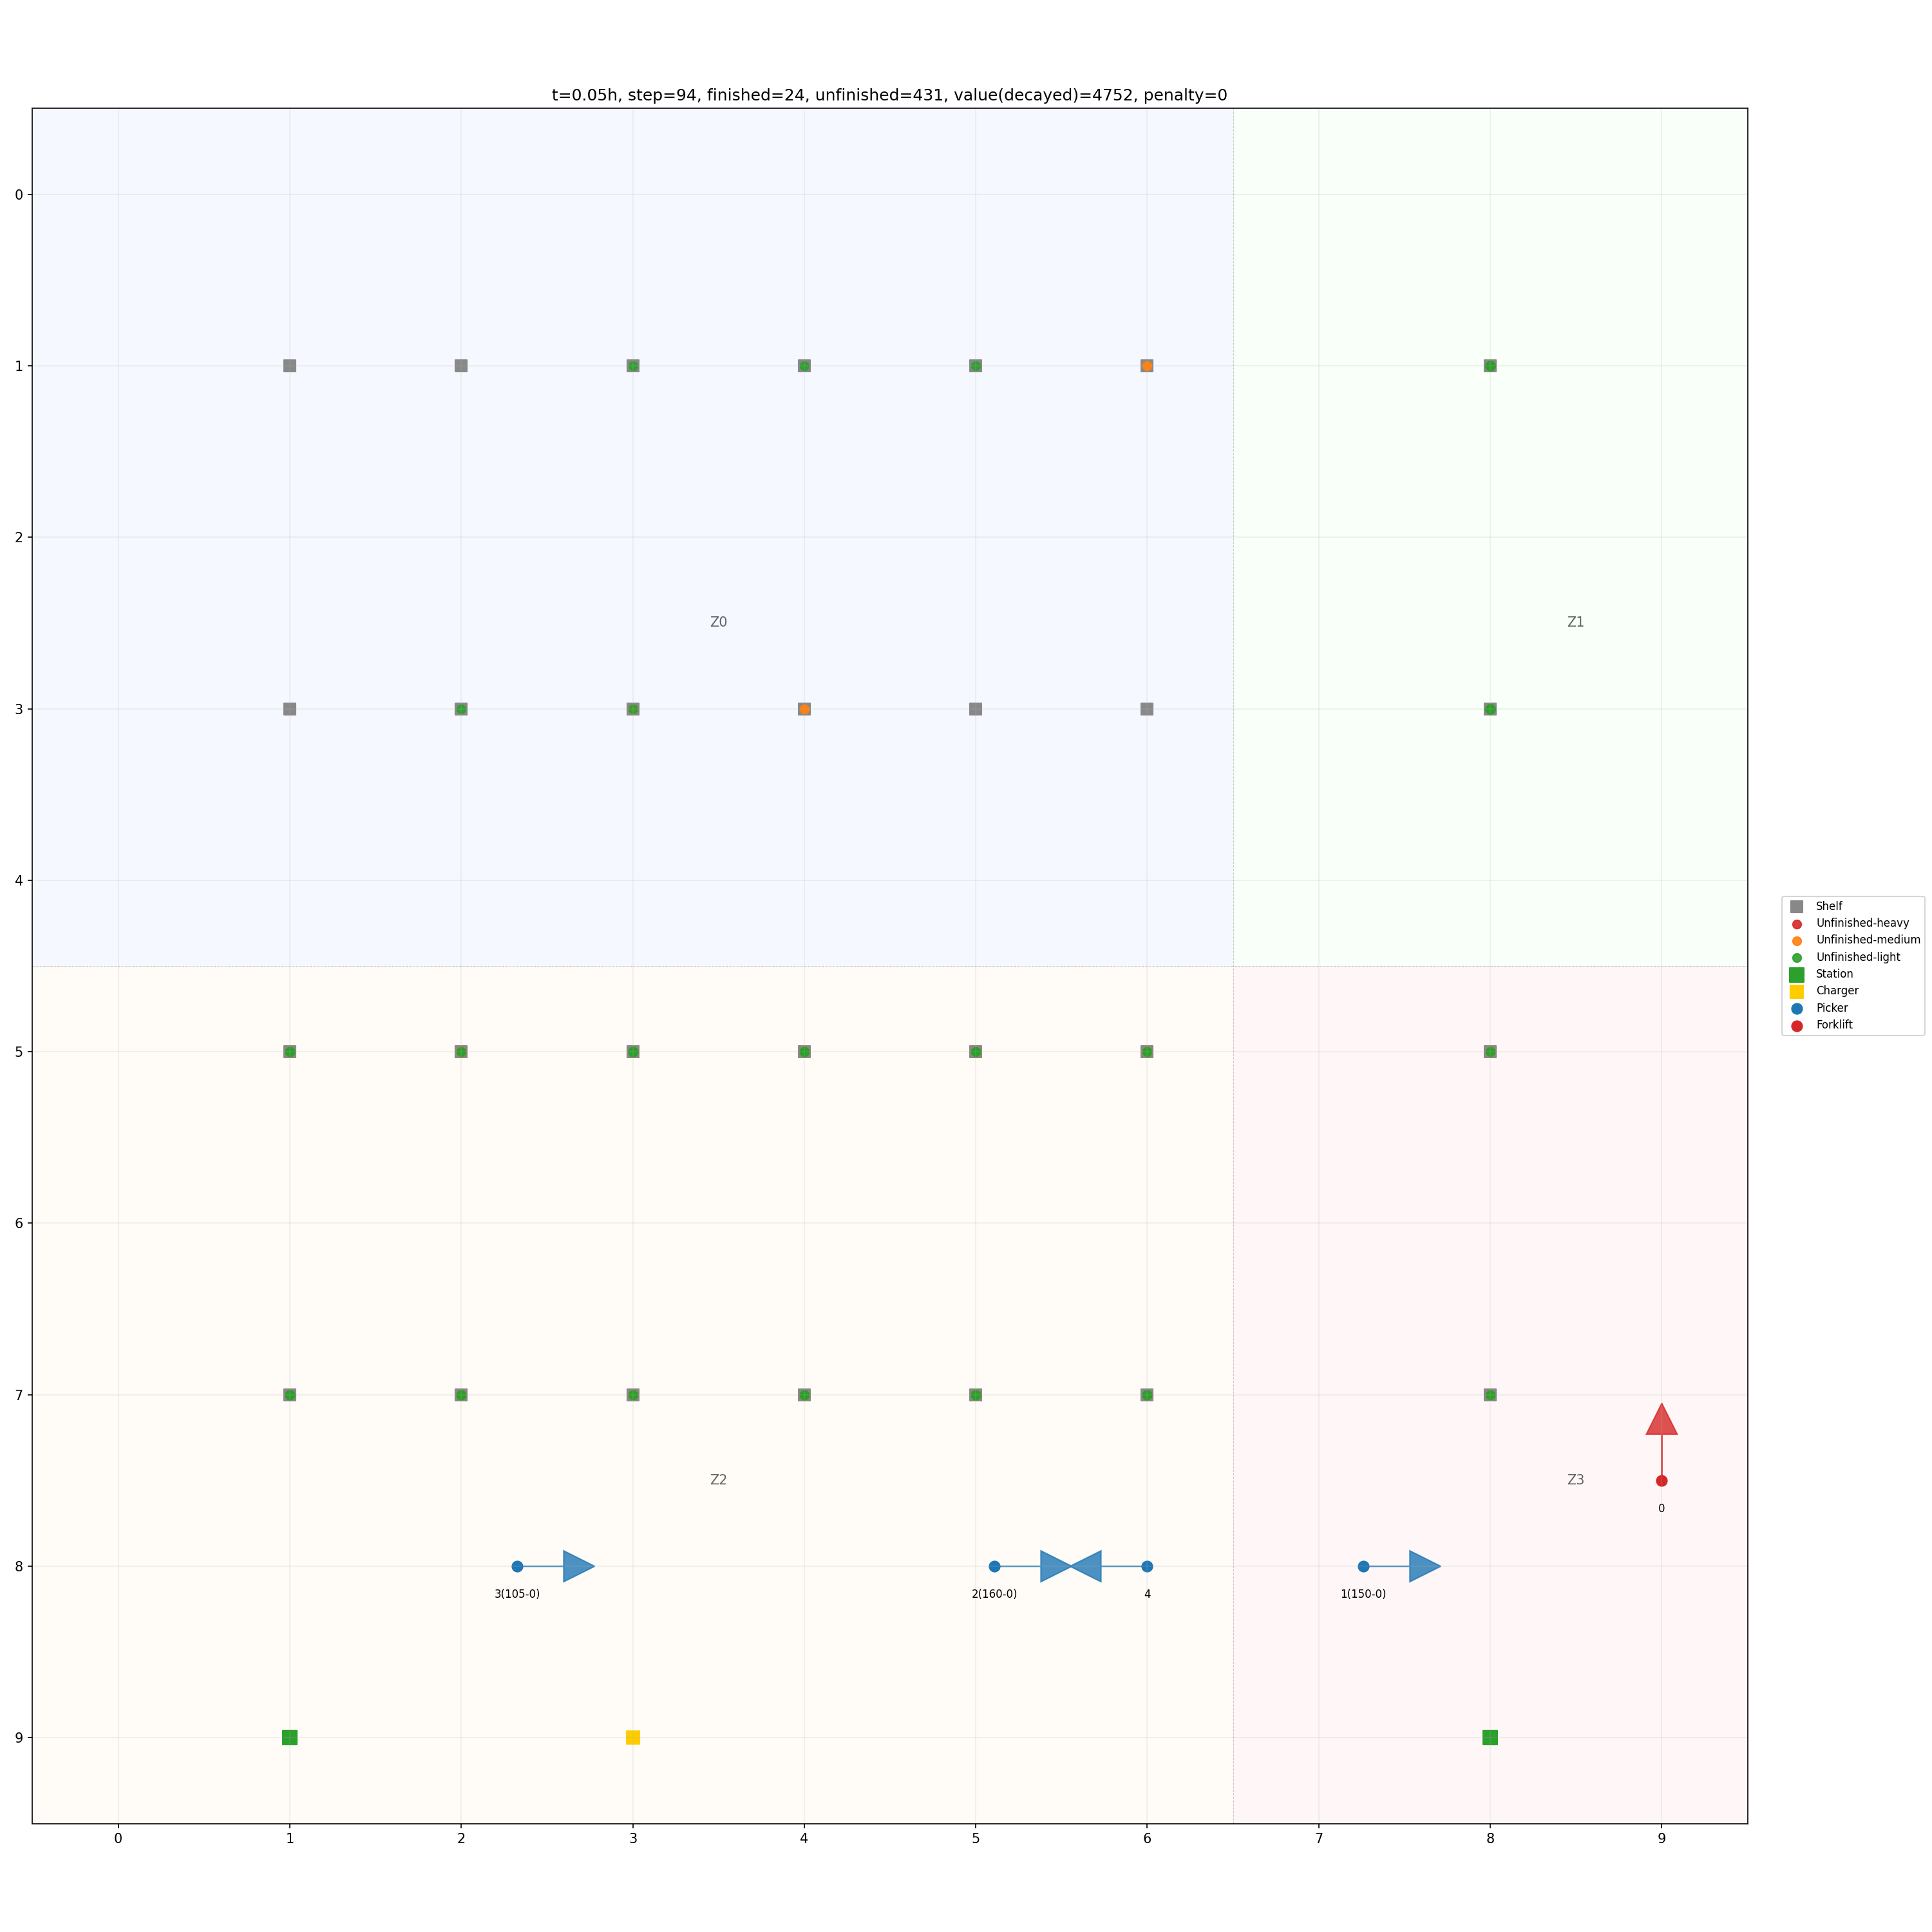 t=0.05h, step=94, finished=24, unfinished=431, value(decayed)=4752, penalty=0
0
1
2
Z0
Z1
3
4
Shelf
Unfinished-heavy
Unfinished-medium
Unfinished-light
Station
Charger
Picker
Forklift
5
6
7
Z2
Z3
0
8
3(105-0)
2(160-0)
4
1(150-0)
9
0 1 2 3 4 5 6 7 8 9